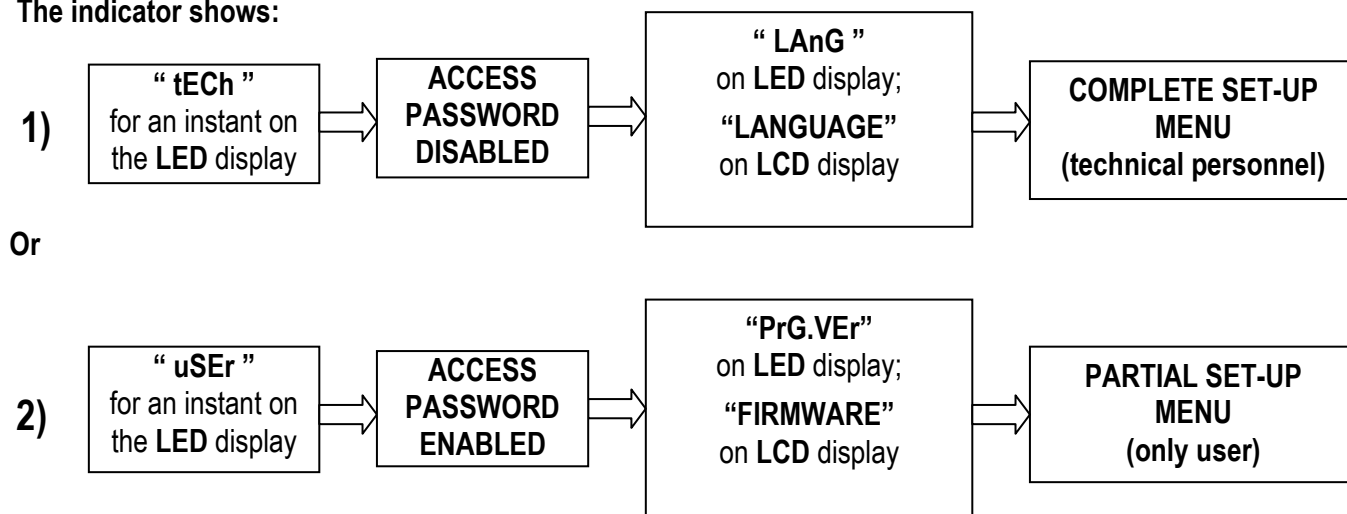 The indicator shows:
1)
“ tECh ”
for an instant on
the LED display
ACCESS
PASSWORD
DISABLED
“ LAnG ”
on LED display;
“LANGUAGE”
on LCD display
COMPLETE SET-UP
MENU
(technical personnel)
Or
2)
“ uSEr ”
for an instant on
the LED display
ACCESS
PASSWORD
ENABLED
“PrG.VEr”
on LED display;
“FIRMWARE”
on LCD display
PARTIAL SET-UP
MENU
(only user)